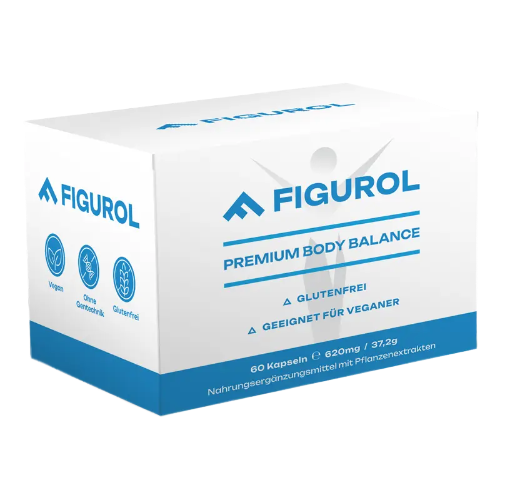 FIGUROL
FIGUROL
Vegan
Ohne
Gentechnik
Glutenfrei
FIGUROL
PREMIUM BODY BALANCE
GLUTENFREI
GEEIGNET FÜR VEGANER
60 Kapseln ℮ 620mg / 37,2g
Nahrungsergänzungsmittel mit Pflanzenextrakten